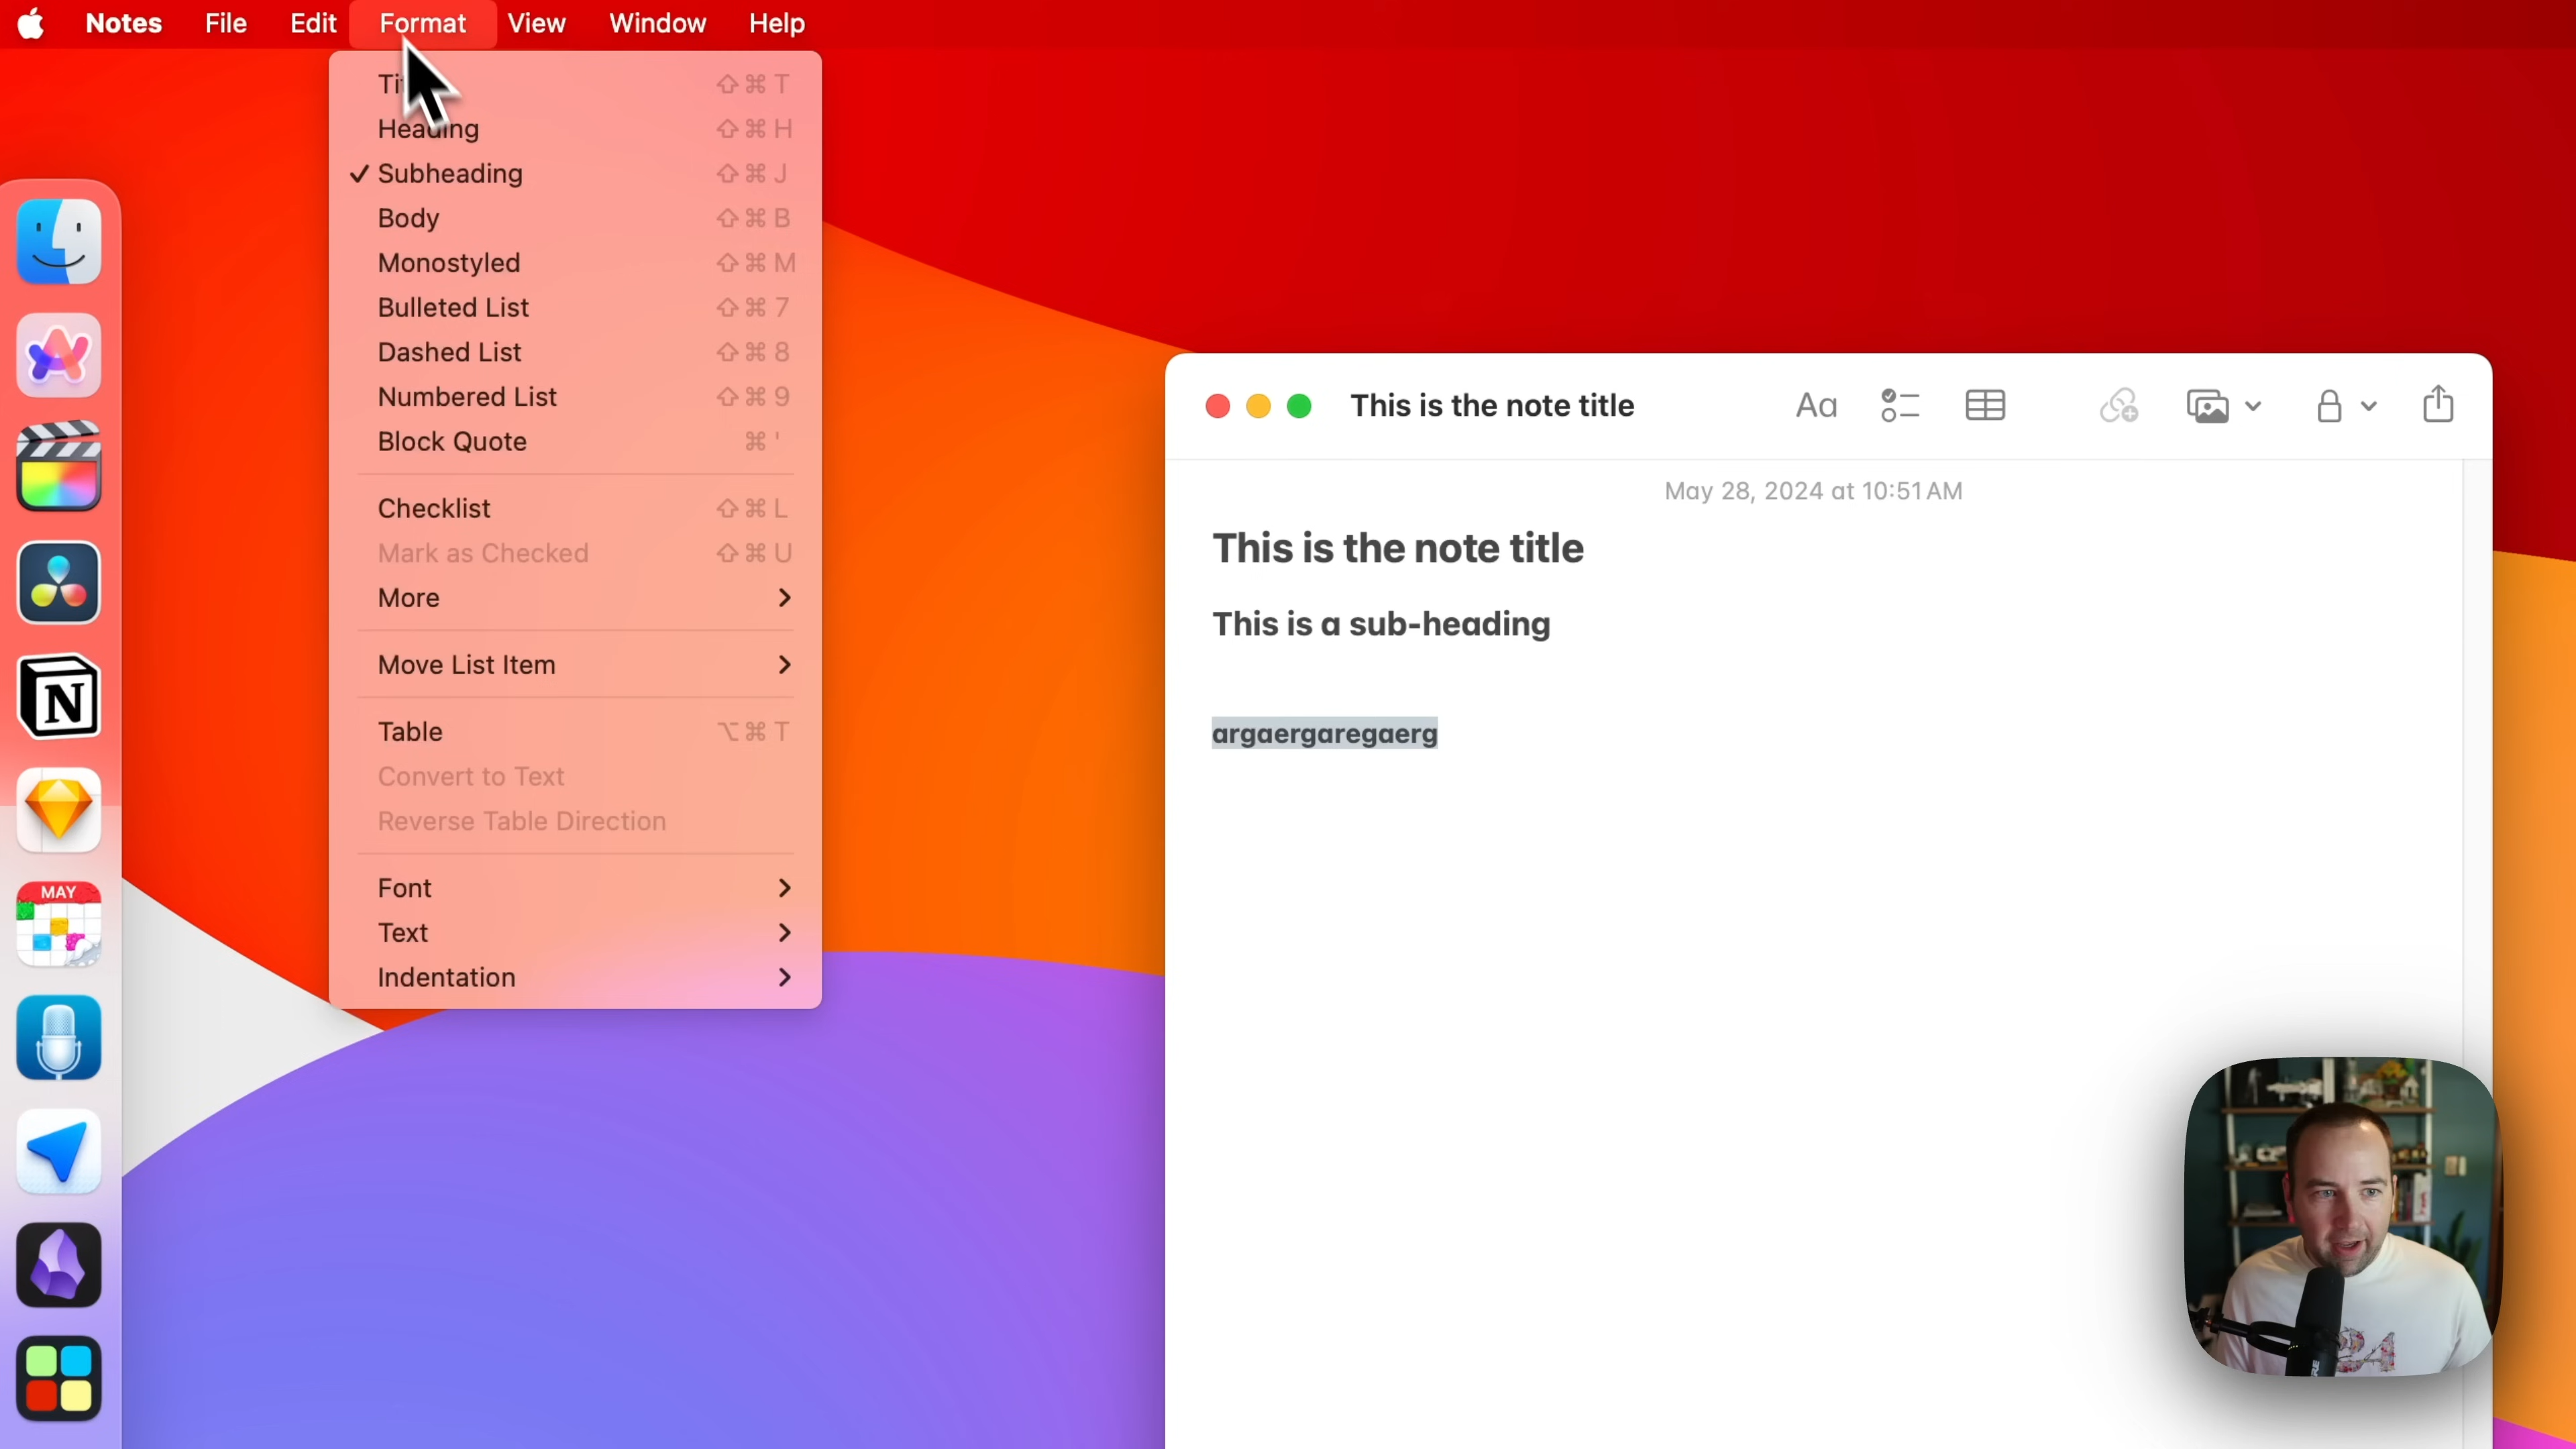 Notes File Edit Format View Window Help
Heading ⇧⌘H
✓ Subheading ⇧⌘J
Body ⇧⌘B
Monostyled ⇧⌘M
Bulleted List ⇧⌘7
Dashed List ⇧⌘8
Numbered List ⇧⌘9
Block Quote ⌘'
Checklist ⇧⌘L
Mark as Checked ⇧⌘U
More
Move List Item
Table ⌥⌘T
Convert to Text
Reverse Table Direction
Font
Text
Indentation
N
MAY
This is the note title
Aa
May 28, 2024 at 10:51 AM
This is the note title
This is a sub-heading
argaergaregaerg